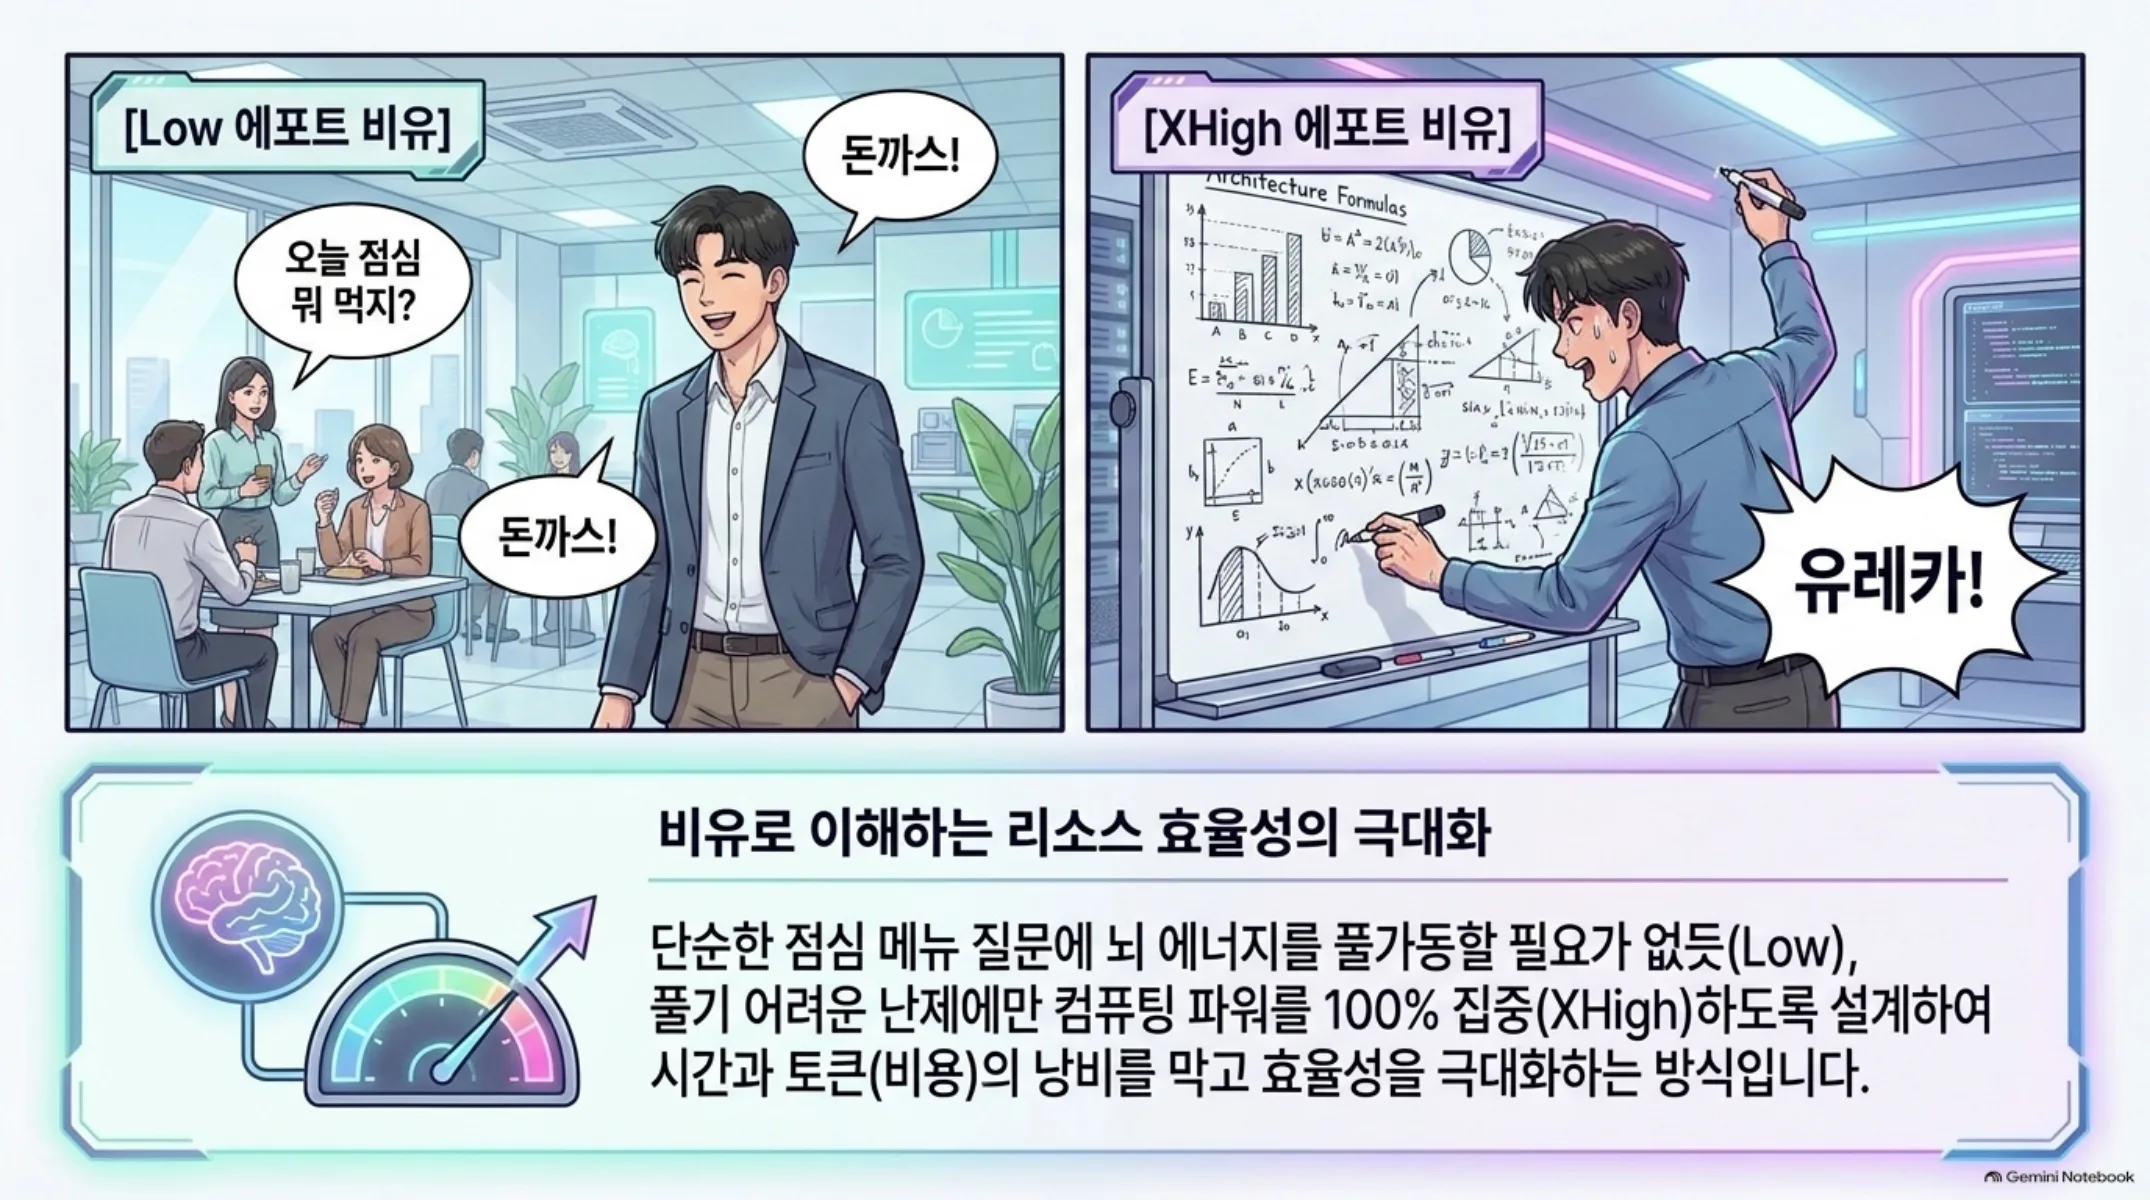 [Low 에포트 비유]
오늘 점심
뭐 먹지?
돈까스!
돈까스!
[XHigh 에포트 비유]
Architecture Formulas
A B C D x
유레카!
비유로 이해하는 리소스 효율성의 극대화
단순한 점심 메뉴 질문에 뇌 에너지를 풀가동할 필요가 없듯(Low),
풀기 어려운 난제에만 컴퓨팅 파워를 100% 집중(XHigh)하도록 설계하여
시간과 토큰(비용)의 낭비를 막고 효율성을 극대화하는 방식입니다.
Gemini Notebook